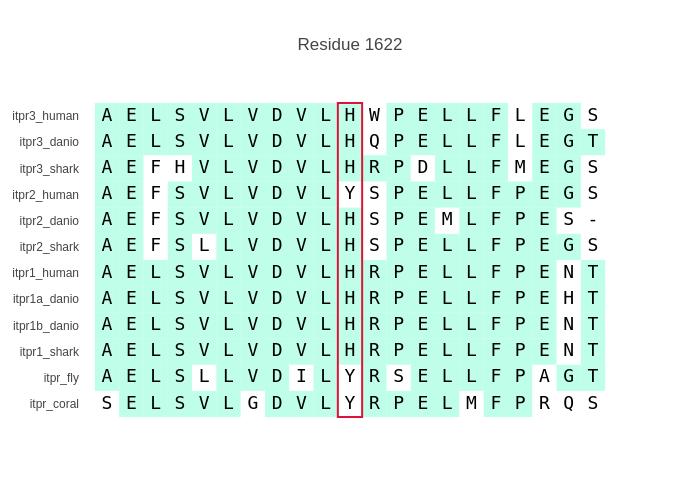 Residue 1622
itpr3_human A E L S V L V D V L H W P E L L F L E G S
itpr3_danio A E L S V L V D V L H Q P E L L F L E G T
itpr3_shark A E F H V L V D V L H R P D L L F M E G S
itpr2_human A E F S V L V D V L Y S P E L L F P E G S
itpr2_danio A E F S V L V D V L H S P E M L F P E S -
itpr2_shark A E F S L L V D V L H S P E L L F P E G S
itpr1_human A E L S V L V D V L H R P E L L F P E N T
itpr1a_danio A E L S V L V D V L H R P E L L F P E H T
itpr1b_danio A E L S V L V D V L H R P E L L F P E N T
itpr1_shark A E L S V L V D V L H R P E L L F P E N T
itpr_fly A E L S L L V D I L Y R S E L L F P A G T
itpr_coral S E L S V L G D V L Y R P E L M F P R Q S